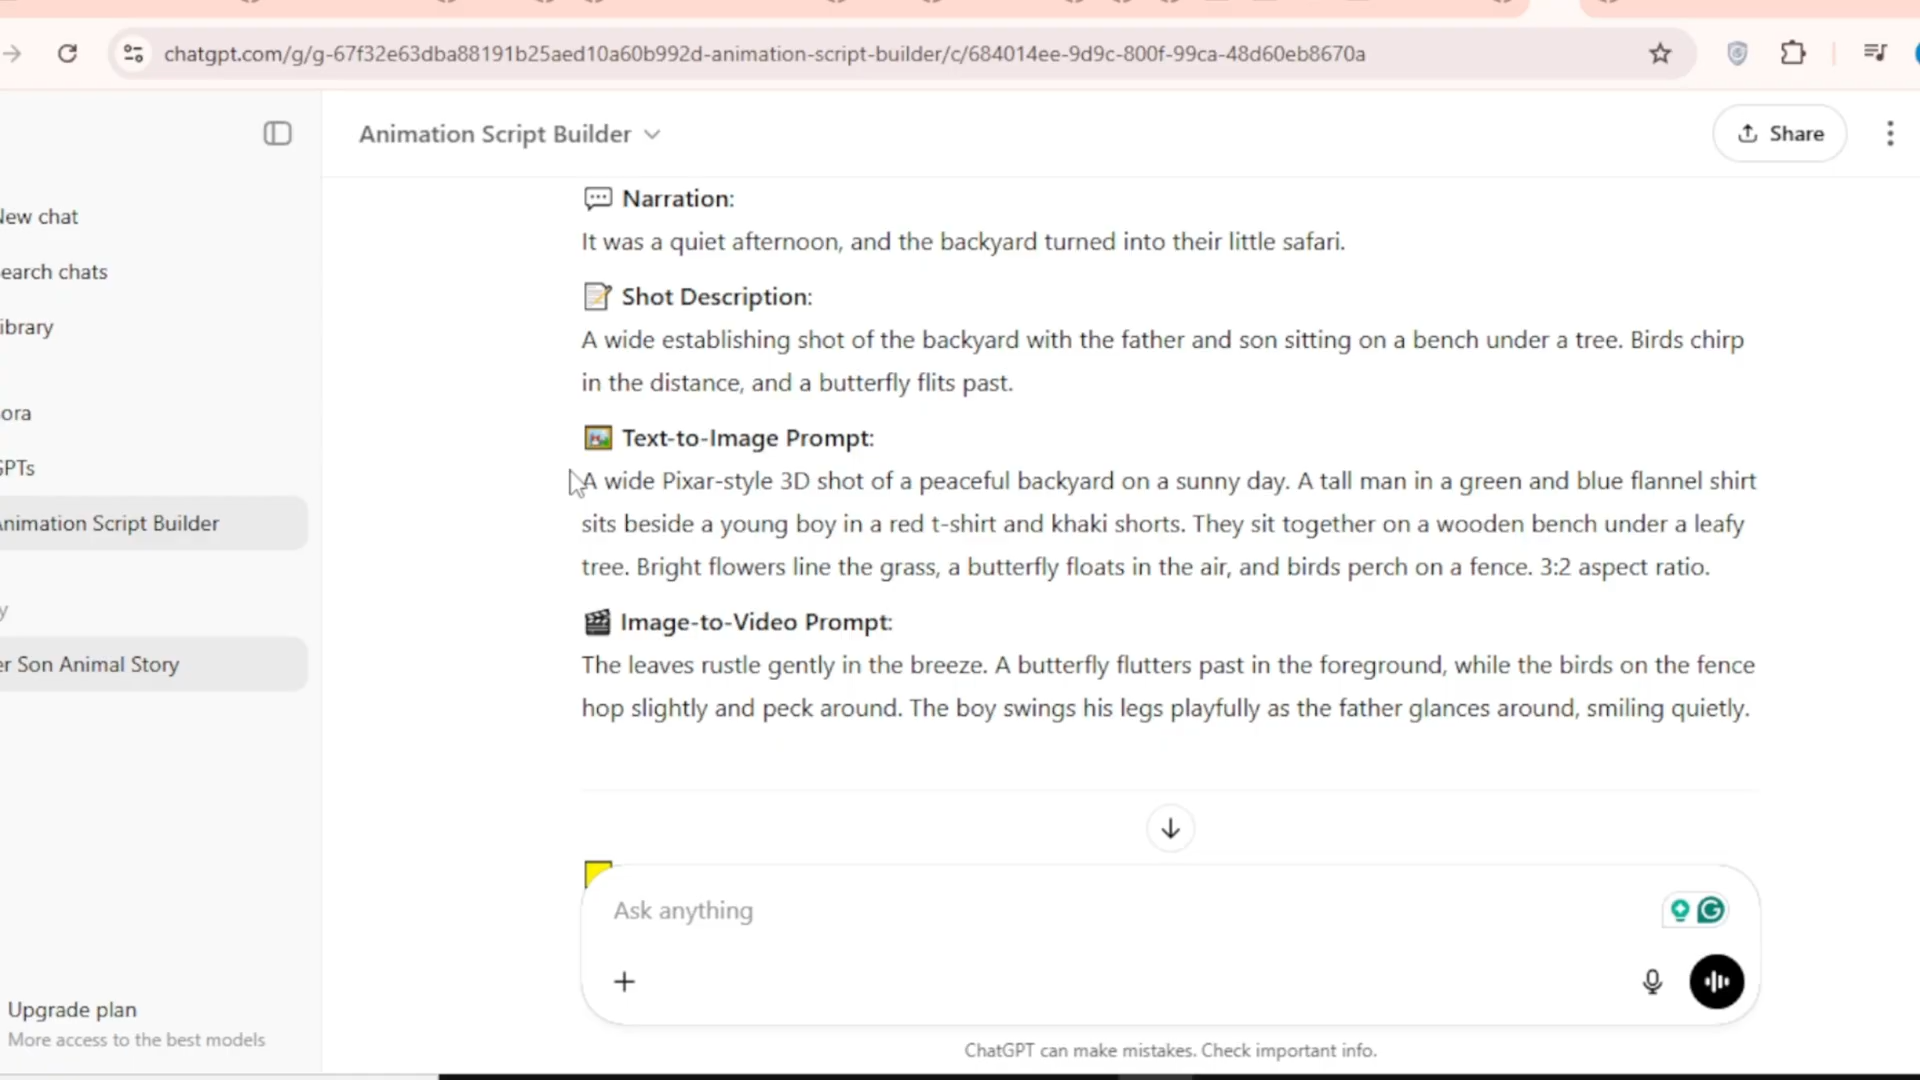 chatgpt.com/g/g-67f32e63dba88191b25aed10a60b992d-animation-script-builder/c/684014ee-9d9c-800f-99ca-48d60eb8670a
Animation Script Builder
Share
New chat
earch chats
ibrary
ora
GPTs
Animation Script Builder
y
er Son Animal Story
Upgrade plan
More access to the best models
💬 Narration:
It was a quiet afternoon, and the backyard turned into their little safari.
📝 Shot Description:
A wide establishing shot of the backyard with the father and son sitting on a bench under a tree. Birds chirp
in the distance, and a butterfly flits past.
🖼️ Text-to-Image Prompt:
A wide Pixar-style 3D shot of a peaceful backyard on a sunny day. A tall man in a green and blue flannel shirt
sits beside a young boy in a red t-shirt and khaki shorts. They sit together on a wooden bench under a leafy
tree. Bright flowers line the grass, a butterfly floats in the air, and birds perch on a fence. 3:2 aspect ratio.
🎬 Image-to-Video Prompt:
The leaves rustle gently in the breeze. A butterfly flutters past in the foreground, while the birds on the fence
hop slightly and peck around. The boy swings his legs playfully as the father glances around, smiling quietly.
Ask anything
ChatGPT can make mistakes. Check important info.